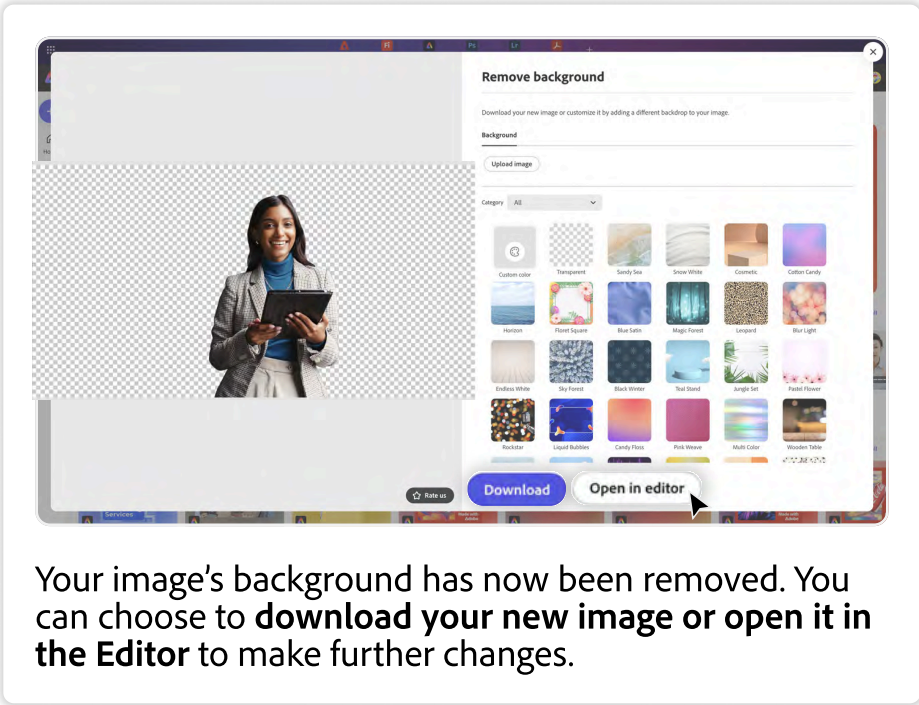 Ps
Lr
Remove background
Download your new image or customize it by adding a different backdrop to your image.
Background
Upload image
Category
All
Custom color
Transparent
Sandy Sea
Snow White
Cosmetic
Cotton Candy
Horizon
Floret Square
Blue Satin
Magic Forest
Leopard
Blur Light
Endless White
Sky Forest
Black Winter
Teal Stand
Jungle Set
Pastel Flower
Rockstar
Liquid Bubbles
Candy Floss
Pink Weave
Multi Color
Wooden Table
Rate us
Download
Open in editor
Services
Your image’s background has now been removed. You
can choose to download your new image or open it in
the Editor to make further changes.